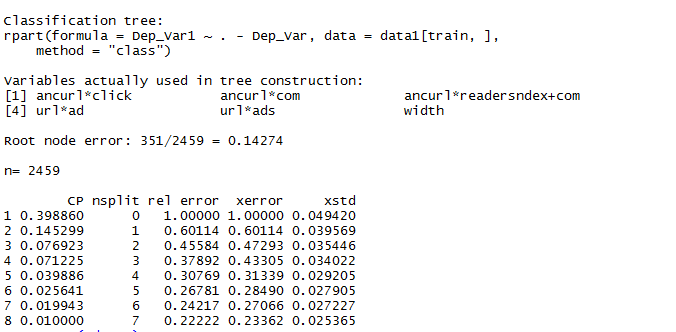 Classification tree:
rpart(formula = Dep_Var1 ~ . - Dep_Var, data = data1[train, ],
    method = "class")
Variables actually used in tree construction:
[1] ancurl*click          ancurl*com            ancurl*readersndex+com
[4] url*ad                url*ads               width
Root node error: 351/2459 = 0.14274
n= 2459
        CP nsplit rel error  xerror     xstd
1 0.398860      0   1.00000 1.00000 0.049420
2 0.145299      1   0.60114 0.60114 0.039569
3 0.076923      2   0.45584 0.47293 0.035446
4 0.071225      3   0.37892 0.43305 0.034022
5 0.039886      4   0.30769 0.31339 0.029205
6 0.025641      5   0.26781 0.28490 0.027905
7 0.019943      6   0.24217 0.27066 0.027227
8 0.010000      7   0.22222 0.23362 0.025365